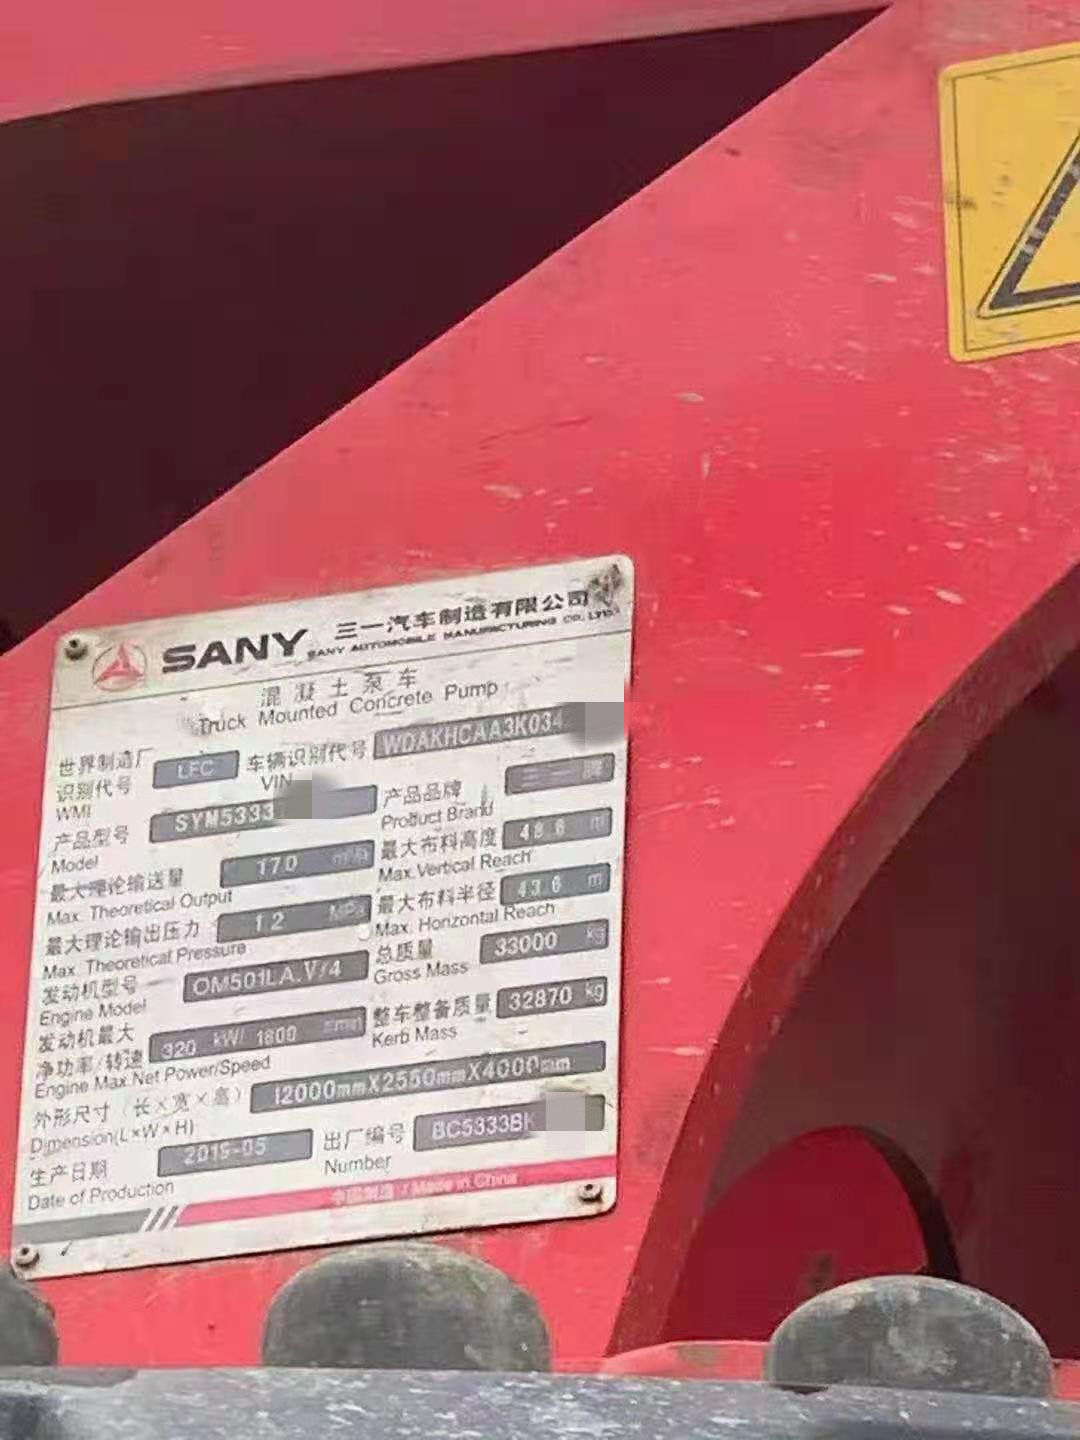 SANY 三一汽车制造有限公司
SANY AUTOMOBILE MANUFACTURING CO., LTD.
混凝土泵车
Truck Mounted Concrete Pump
世界制造厂识别代号 LFC 车辆识别代号 WDAKHCAA3K034
WMI VIN
产品型号 SYM5333 产品品牌 三一牌
Model Product Brand
最大理论输送量 170 m³/h 最大布料高度 48.6 m
Max. Theoretical Output Max.Vertical Reach
最大理论输出压力 12 MPa 最大布料半径 43.6 m
Max. Theoretical Pressure Max. Horizontal Reach
发动机型号 OM501LA.V/4 总质量 33000 kg
Engine Model Gross Mass
发动机最大净功率/转速 320 kW/ 1800 r/min 整车整备质量 32870 kg
Engine Max.Net Power/Speed Kerb Mass
外形尺寸(长×宽×高) 12000mmX2550mmX4000mm
Dimension(L×W×H)
生产日期 2019-05 出厂编号 BC5333BK
Date of Production Number
中国制造 / Made in China